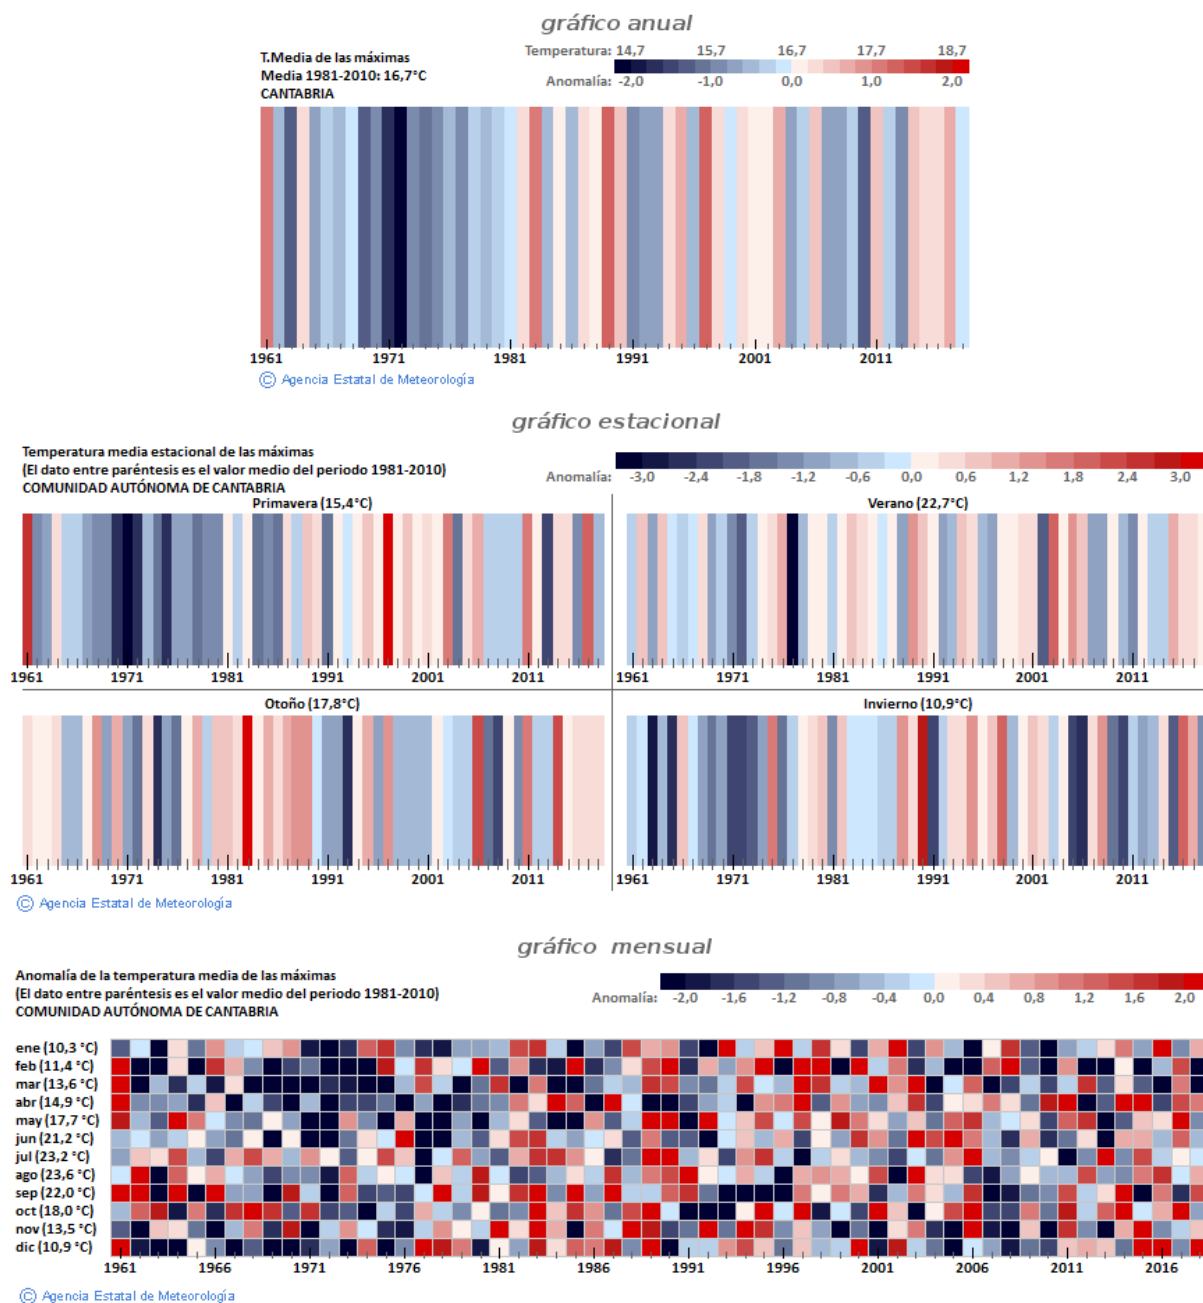 gráfico anual
T.Media de las máximas
Media 1981-2010: 16,7°C
CANTABRIA
Temperatura: 14,7 15,7 16,7 17,7 18,7
Anomalía: -2,0 -1,0 0,0 1,0 2,0
1961 1971 1981 1991 2001 2011
© Agencia Estatal de Meteorología
gráfico estacional
Temperatura media estacional de las máximas
(El dato entre paréntesis es el valor medio del periodo 1981-2010)
COMUNIDAD AUTÓNOMA DE CANTABRIA
Anomalía: -3,0 -2,4 -1,8 -1,2 -0,6 0,0 0,6 1,2 1,8 2,4 3,0
Primavera (15,4°C)
1961 1971 1981 1991 2001 2011
Verano (22,7°C)
1961 1971 1981 1991 2001 2011
Otoño (17,8°C)
1961 1971 1981 1991 2001 2011
Invierno (10,9°C)
1961 1971 1981 1991 2001 2011
© Agencia Estatal de Meteorología
gráfico mensual
Anomalía de la temperatura media de las máximas
(El dato entre paréntesis es el valor medio del periodo 1981-2010)
COMUNIDAD AUTÓNOMA DE CANTABRIA
Anomalía: -2,0 -1,6 -1,2 -0,8 -0,4 0,0 0,4 0,8 1,2 1,6 2,0
ene (10,3 °C)
feb (11,4 °C)
mar (13,6 °C)
abr (14,9 °C)
may (17,7 °C)
jun (21,2 °C)
jul (23,2 °C)
ago (23,6 °C)
sep (22,0 °C)
oct (18,0 °C)
nov (13,5 °C)
dic (10,9 °C)
1961 1966 1971 1976 1981 1986 1991 1996 2001 2006 2011 2016
© Agencia Estatal de Meteorología